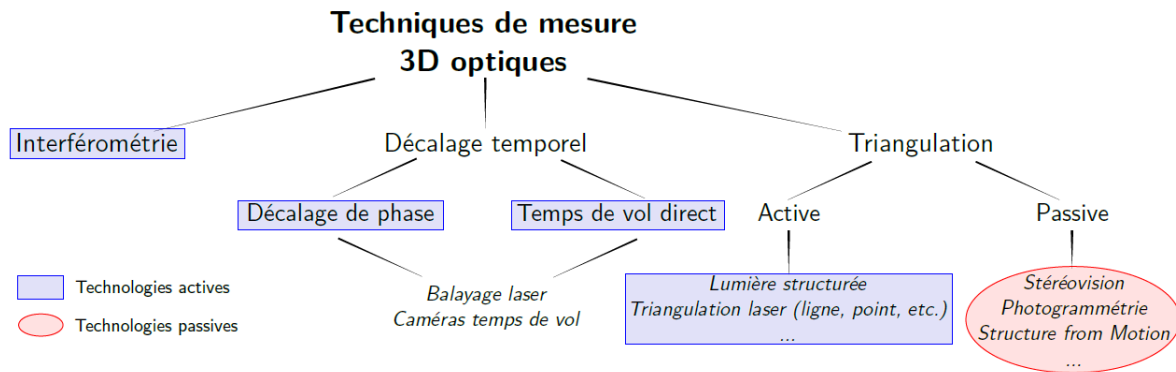 Techniques de mesure
3D optiques
Interférométrie
Décalage temporel
Triangulation
Décalage de phase
Temps de vol direct
Active
Passive
Technologies actives
Technologies passives
Balayage laser
Caméras temps de vol
Lumière structurée
Triangulation laser (ligne, point, etc.)
...
Stéréovision
Photogrammétrie
Structure from Motion
...